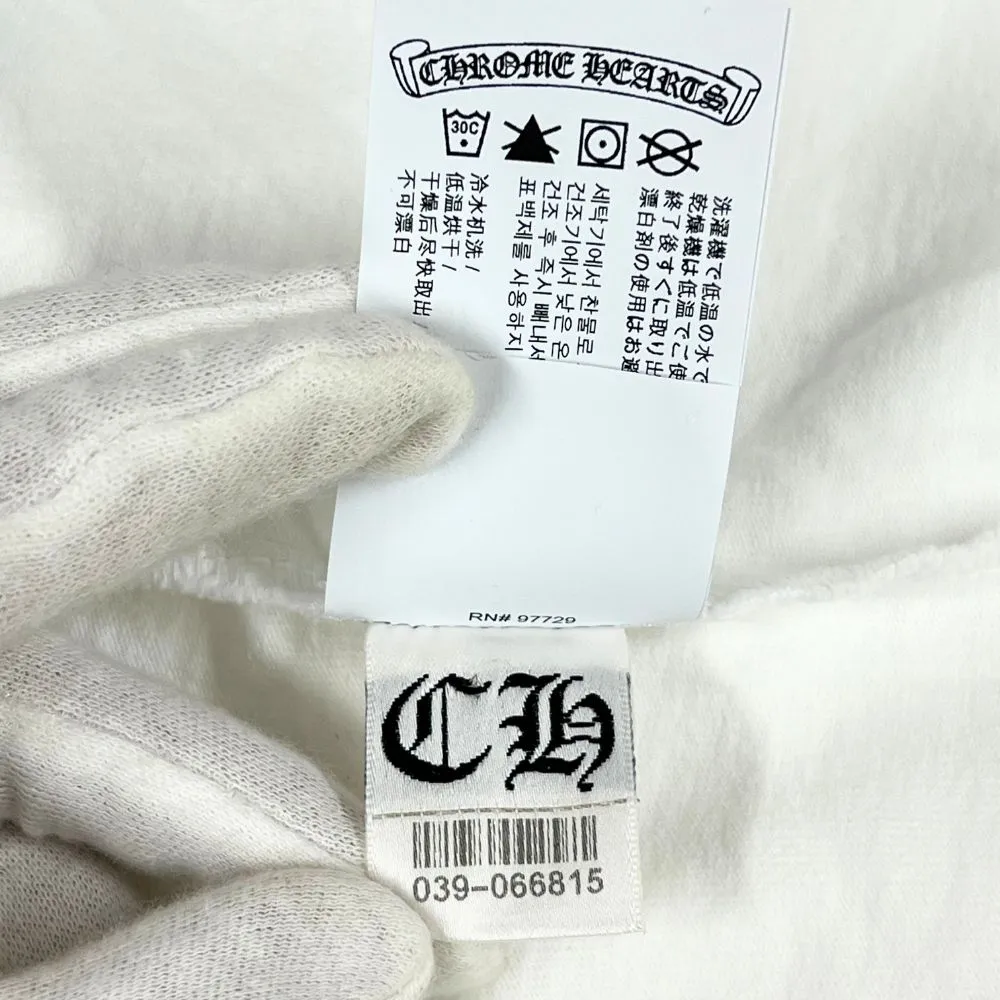 CHROME HEARTS
30C
冷水机洗/
低温烘干/
干燥后尽快取出/
不可漂白
세탁기에서 찬물로
건조기에서 낮은 온
건조 후 즉시 빼내서
표백제를 사용하지
洗濯機で低温の水で
乾燥機は低温でご使
終了後すぐに取り出
漂白剤の使用はお避
RN# 97729
CH
039-066815